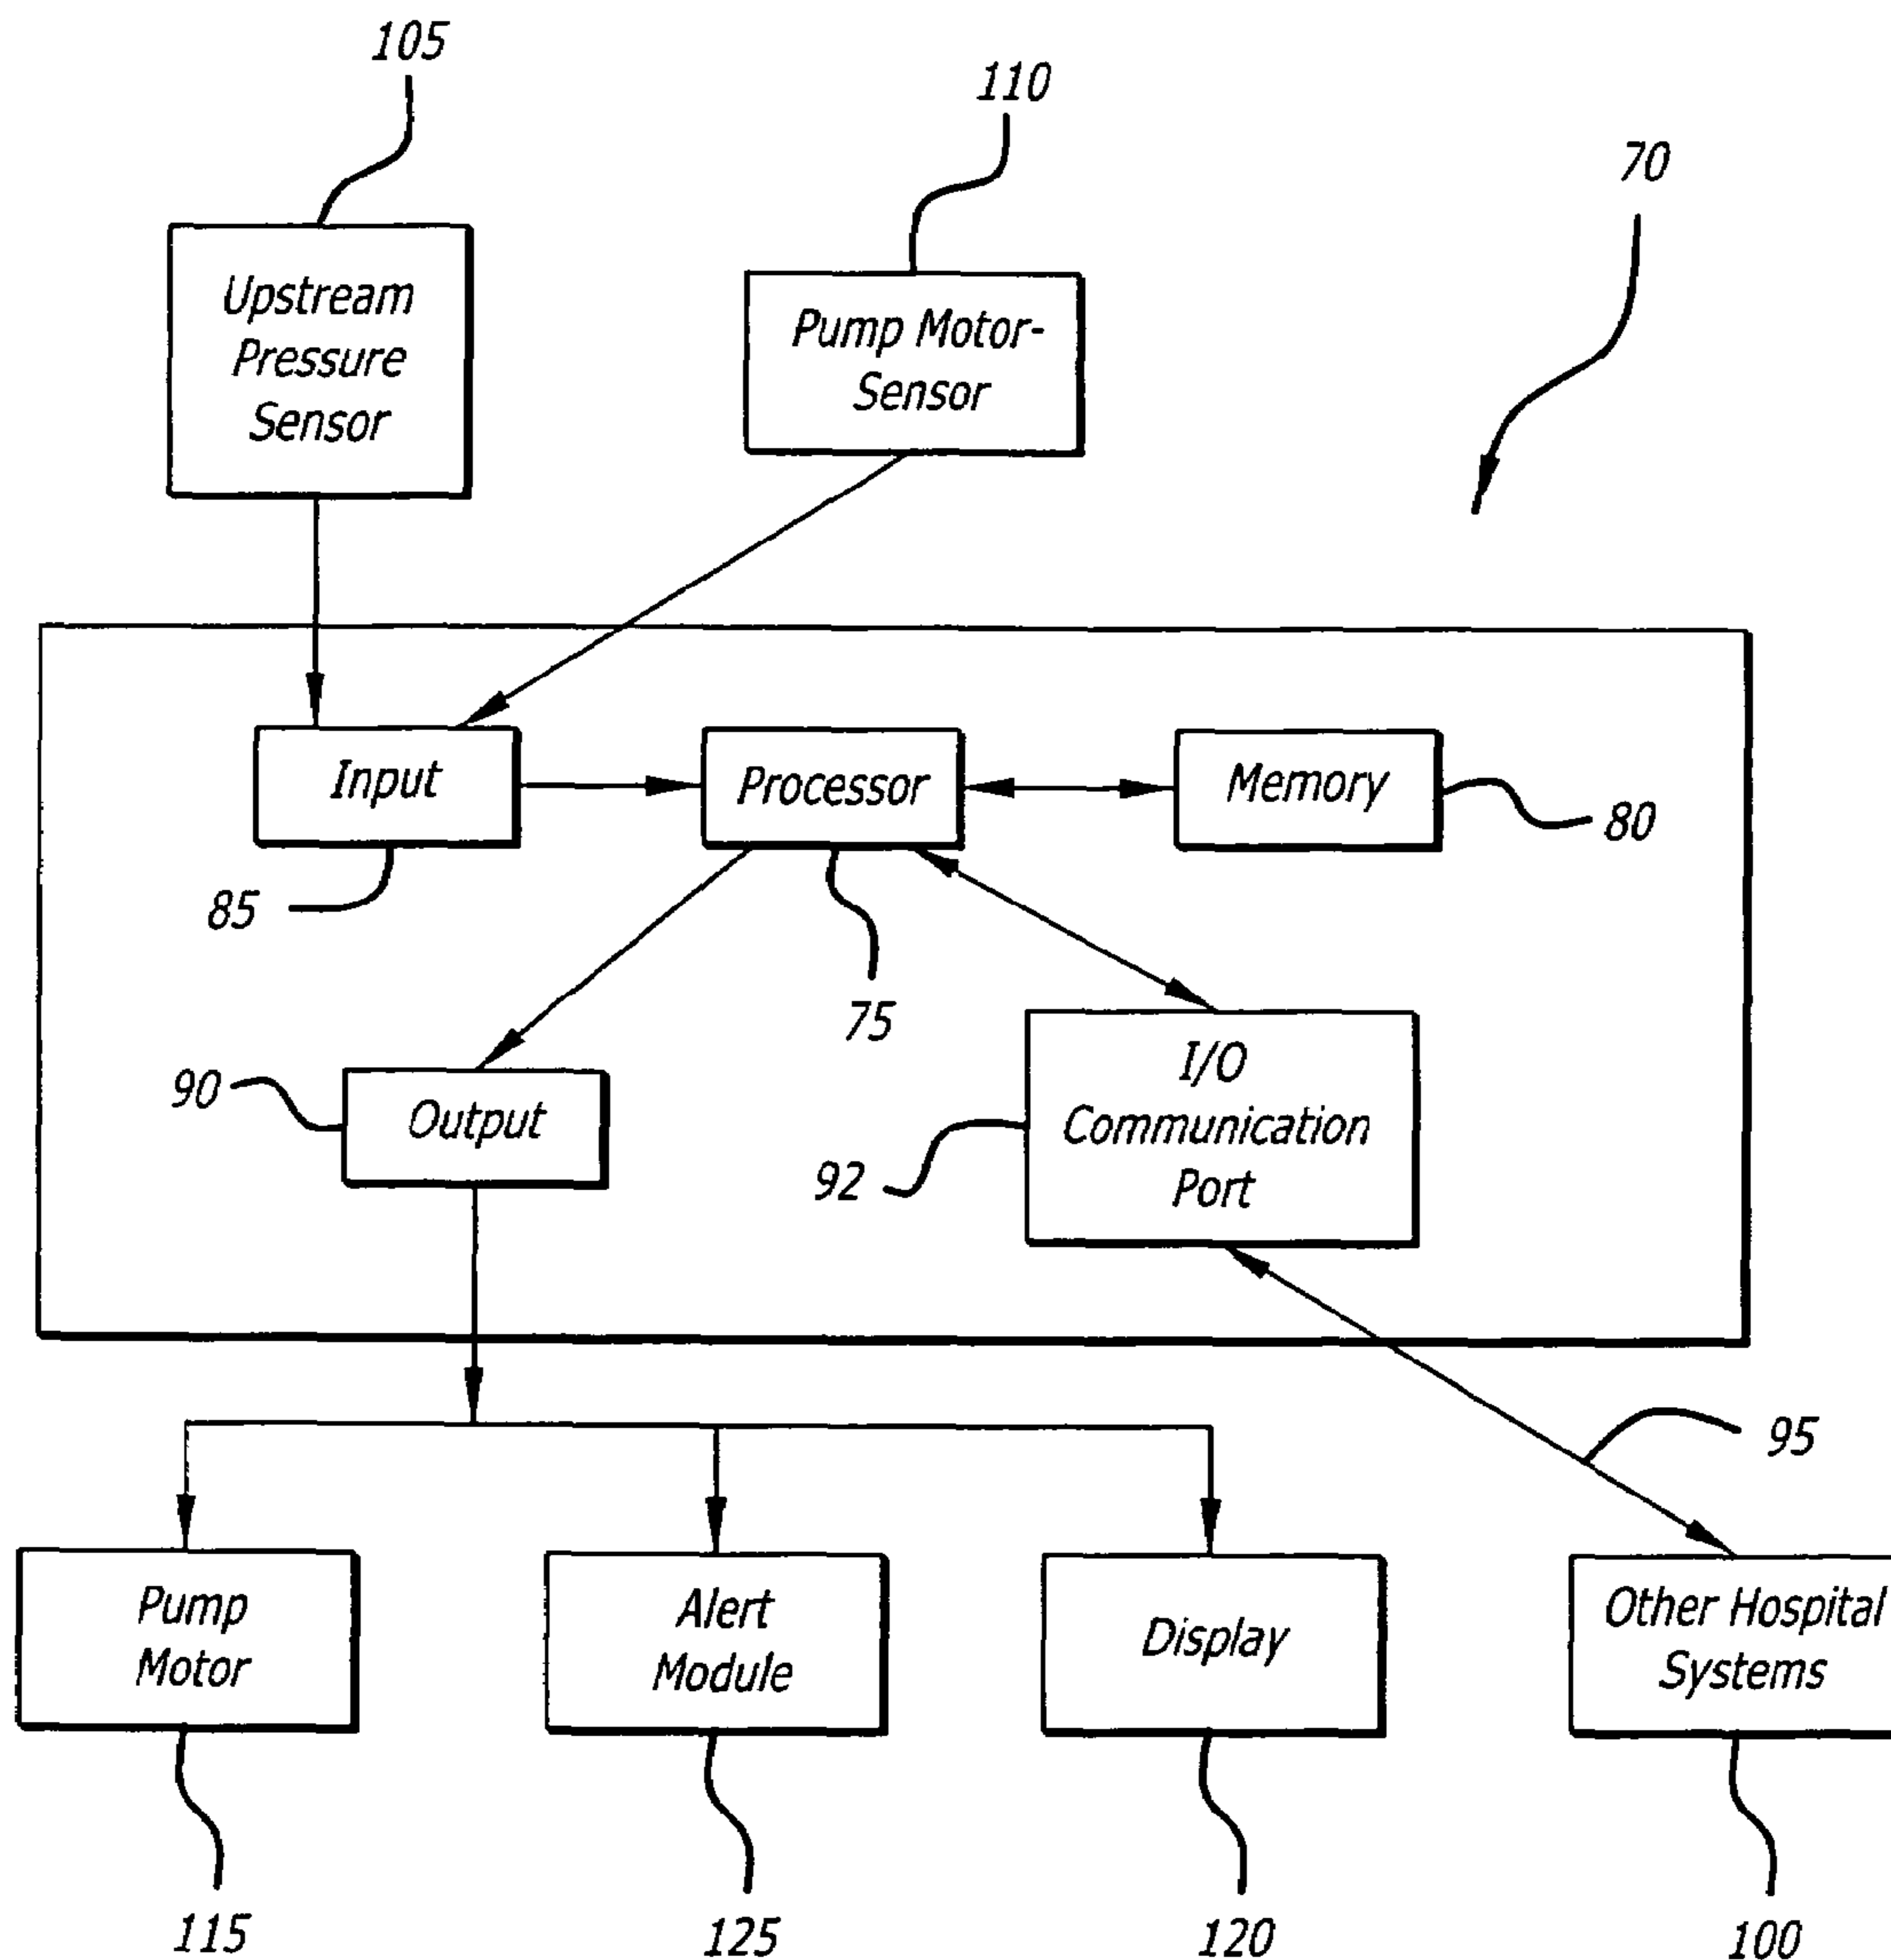 105
110
70
Upstream
Pressure
Sensor
Pump Motor-
Sensor
Input
Processor
Memory
80
85
75
90
Output
I/O
Communication
Port
92
95
Pump
Motor
Alert
Module
Display
Other Hospital
Systems
115
125
120
100